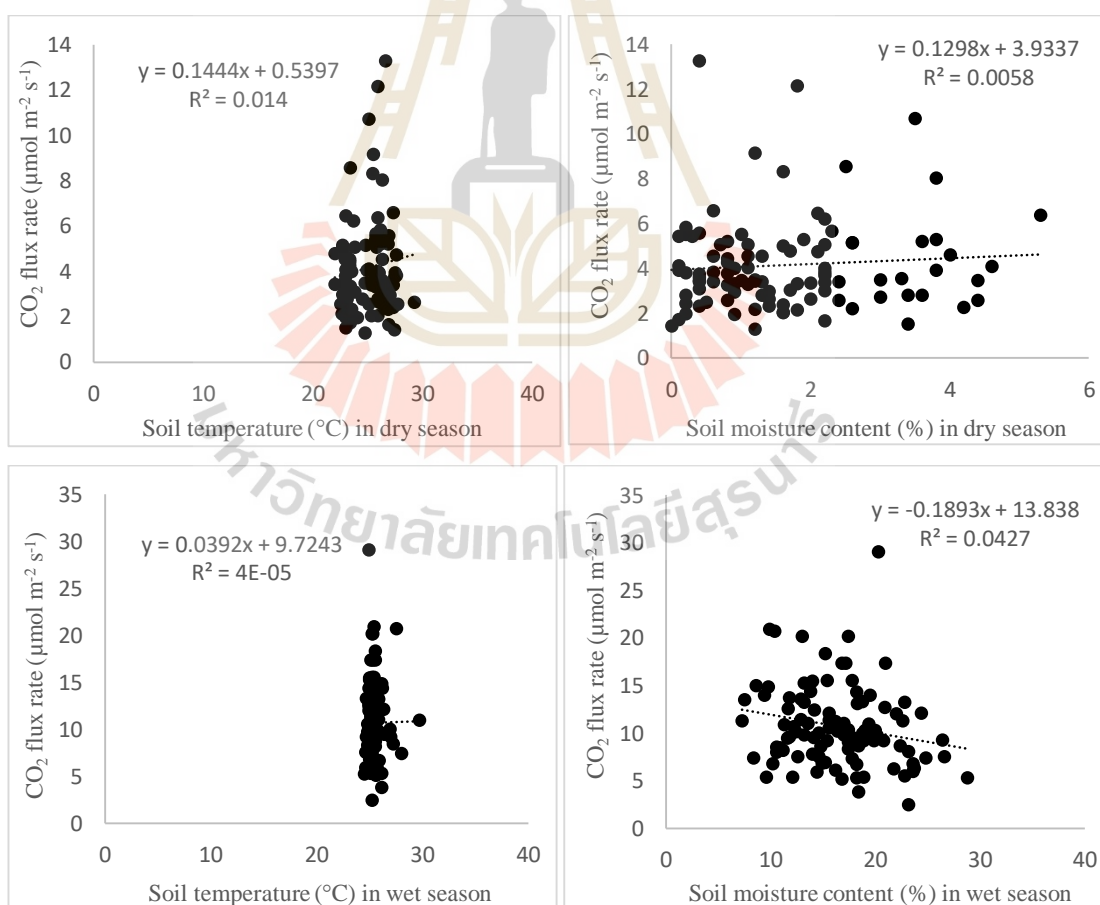 14
12
10
8
6
4
2
0
CO2 flux rate (µmol m-2 s-1)
y = 0.1444x + 0.5397
R² = 0.014
0 10 20 30 40
Soil temperature (°C) in dry season
14
12
10
8
6
4
2
0
CO2 flux rate (µmol m-2 s-1)
y = 0.1298x + 3.9337
R² = 0.0058
0 2 4 6
Soil moisture content (%) in dry season
มหาวิทยาลัยเทคโนโลยีสุรนารี
35
30
25
20
15
10
5
0
CO2 flux rate (µmol m-2 s-1)
y = 0.0392x + 9.7243
R² = 4E-05
0 10 20 30 40
Soil temperature (°C) in wet season
35
30
25
20
15
10
5
0
CO2 flux rate (µmol m-2 s-1)
y = -0.1893x + 13.838
R² = 0.0427
0 10 20 30 40
Soil moisture content (%) in wet season